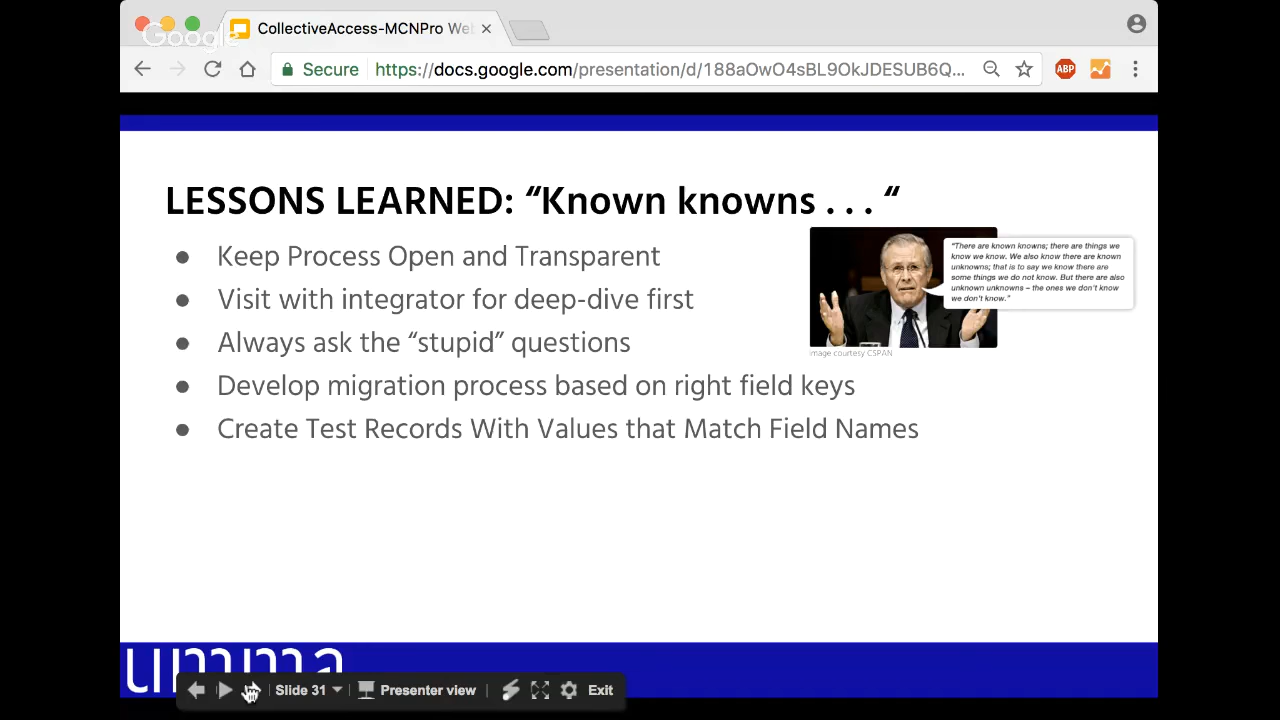 Google
CollectiveAccess-MCNPro We
Secure https://docs.google.com/presentation/d/188aOwO4sBL9OkJDESUB6Q...
ABP
LESSONS LEARNED: “Known knowns . . . “
● Keep Process Open and Transparent
● Visit with integrator for deep-dive first
● Always ask the “stupid” questions
● Develop migration process based on right field keys
● Create Test Records With Values that Match Field Names
"There are known knowns; there are things we
know we know. We also know there are known
unknowns; that is to say we know there are
some things we do not know. But there are also
unknown unknowns – the ones we don't know
we don't know."
image courtesy CSPAN
umma
Slide 31 Presenter view Exit